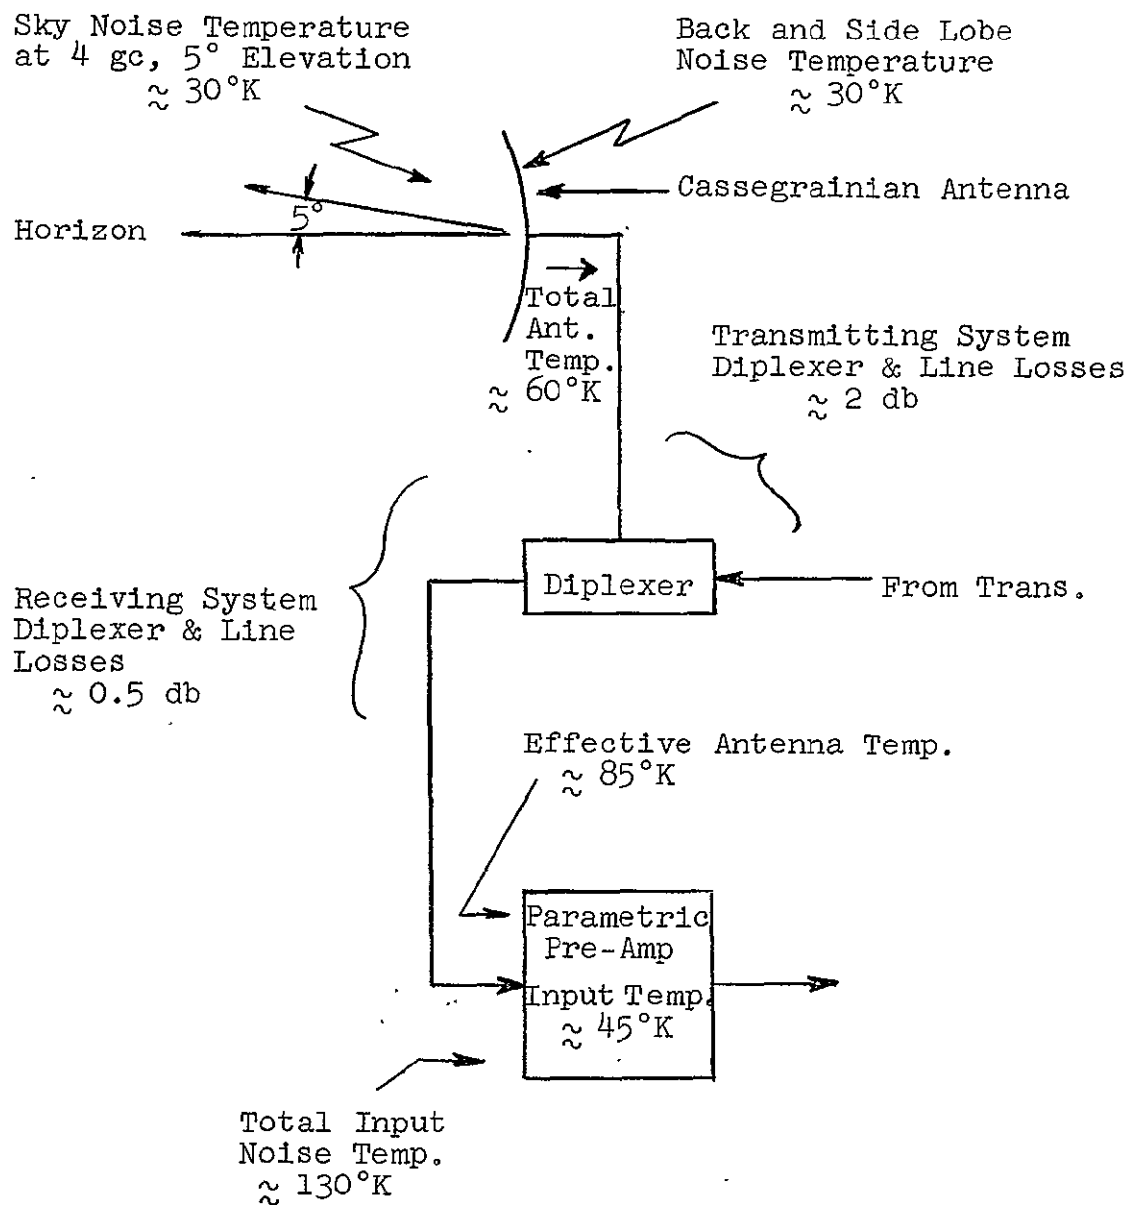 Sky Noise Temperature
at 4 gc, 5° Elevation
≈ 30°K
Back and Side Lobe
Noise Temperature
≈ 30°K
Cassegrainian Antenna
5°
Horizon
Total
Ant.
Temp.
≈ 60°K
Transmitting System
Diplexer & Line Losses
≈ 2 db
Diplexer
From Trans.
Receiving System
Diplexer & Line
Losses
≈ 0.5 db
Effective Antenna Temp.
≈ 85°K
Parametric
Pre-Amp
Input Temp.
≈ 45°K
Total Input
Noise Temp.
≈ 130°K